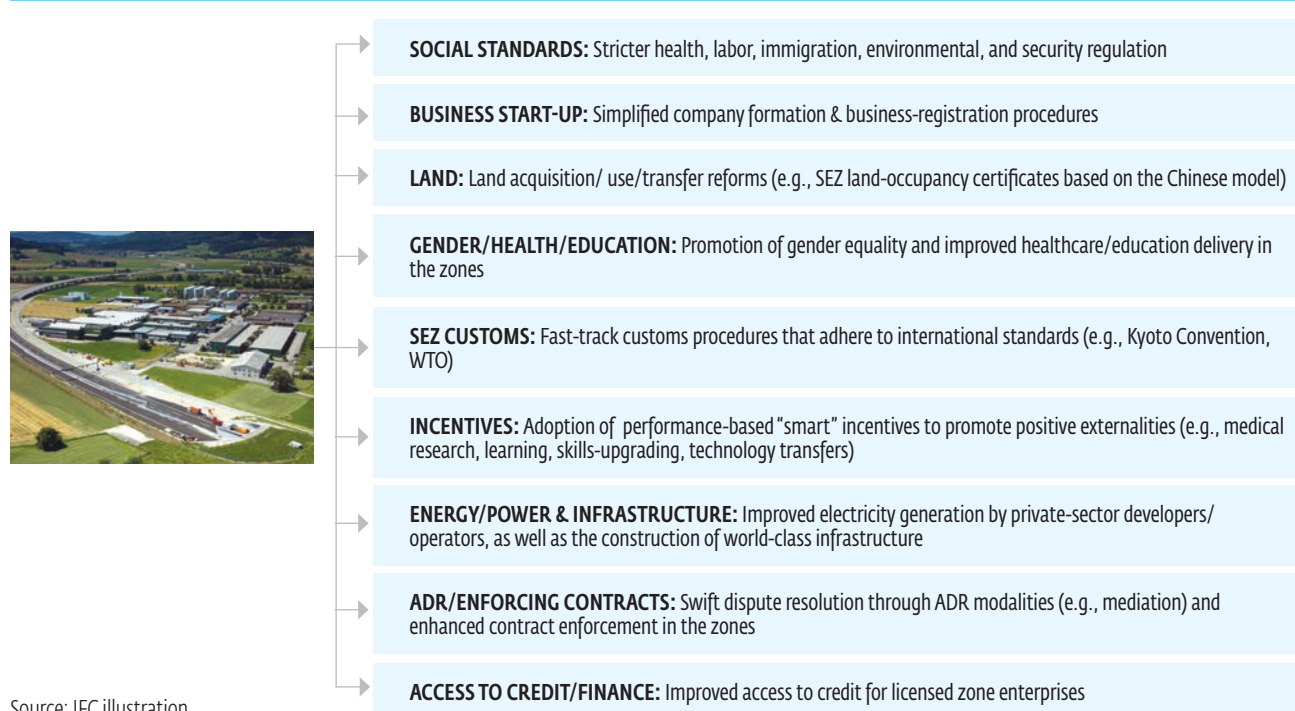 SOCIAL STANDARDS: Stricter health, labor, immigration, environmental, and security regulation
BUSINESS START-UP: Simplified company formation & business-registration procedures
LAND: Land acquisition/ use/transfer reforms (e.g., SEZ land-occupancy certificates based on the Chinese model)
GENDER/HEALTH/EDUCATION: Promotion of gender equality and improved healthcare/education delivery in
the zones
SEZ CUSTOMS: Fast-track customs procedures that adhere to international standards (e.g., Kyoto Convention,
WTO)
INCENTIVES: Adoption of performance-based "smart" incentives to promote positive externalities (e.g., medical
research, learning, skills-upgrading, technology transfers)
ENERGY/POWER & INFRASTRUCTURE: Improved electricity generation by private-sector developers/
operators, as well as the construction of world-class infrastructure
ADR/ENFORCING CONTRACTS: Swift dispute resolution through ADR modalities (e.g., mediation) and
enhanced contract enforcement in the zones
ACCESS TO CREDIT/FINANCE: Improved access to credit for licensed zone enterprises
Source: IFC illustration